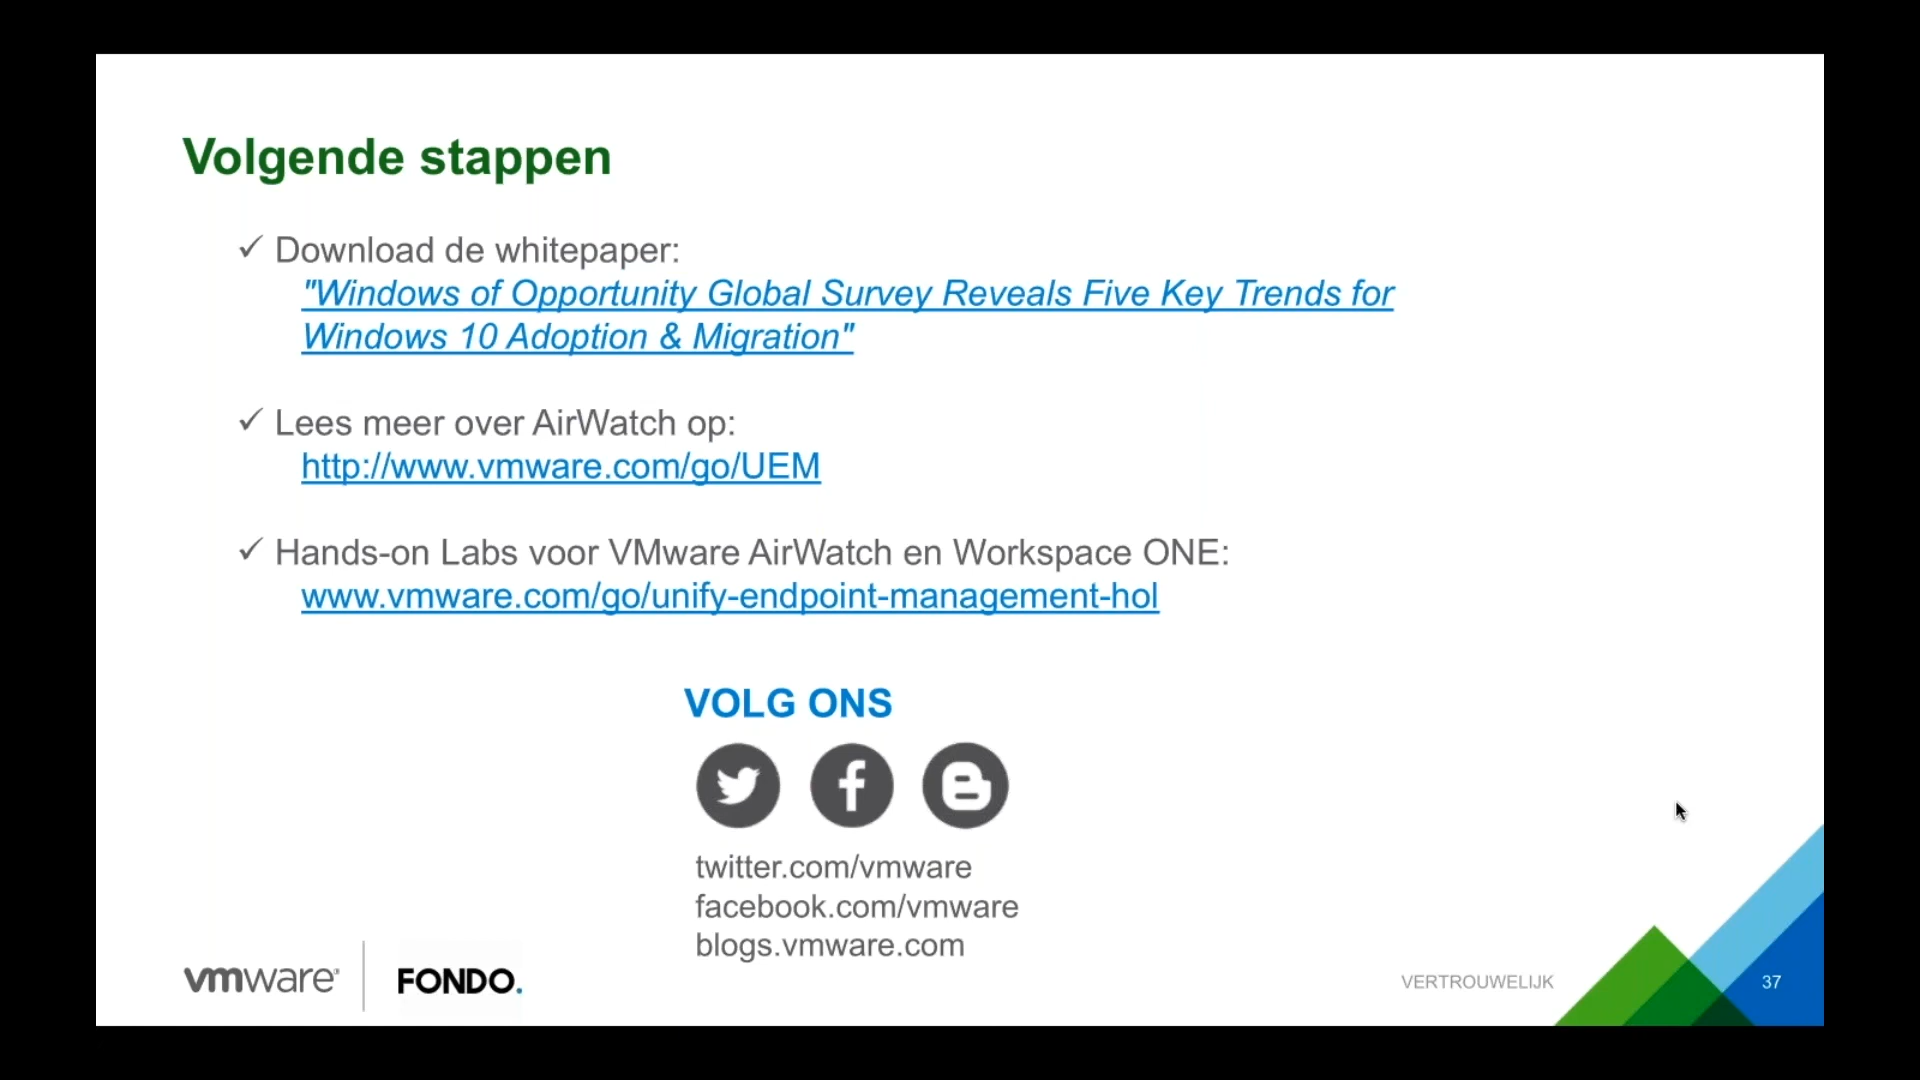 Volgende stappen
✓ Download de whitepaper:
"Windows of Opportunity Global Survey Reveals Five Key Trends for
Windows 10 Adoption & Migration"
✓ Lees meer over AirWatch op:
http://www.vmware.com/go/UEM
✓ Hands-on Labs voor VMware AirWatch en Workspace ONE:
www.vmware.com/go/unify-endpoint-management-hol
VOLG ONS
twitter.com/vmware
facebook.com/vmware
blogs.vmware.com
vmware® FONDO.
VERTROUWELIJK 37